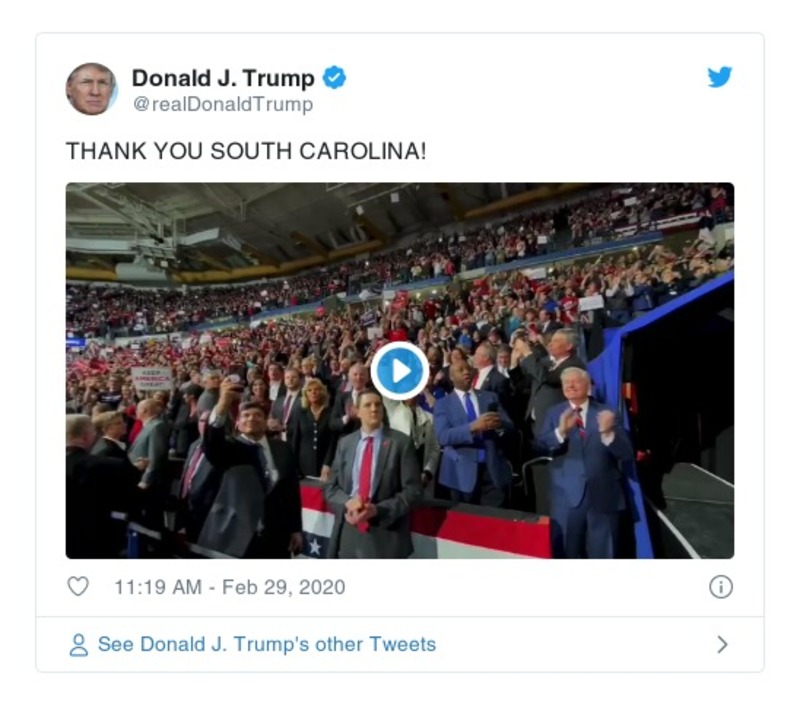 Donald J. Trump
@realDonaldTrump
THANK YOU SOUTH CAROLINA!
KEEP
AMERICA
GREAT!
11:19 AM - Feb 29, 2020
See Donald J. Trump's other Tweets